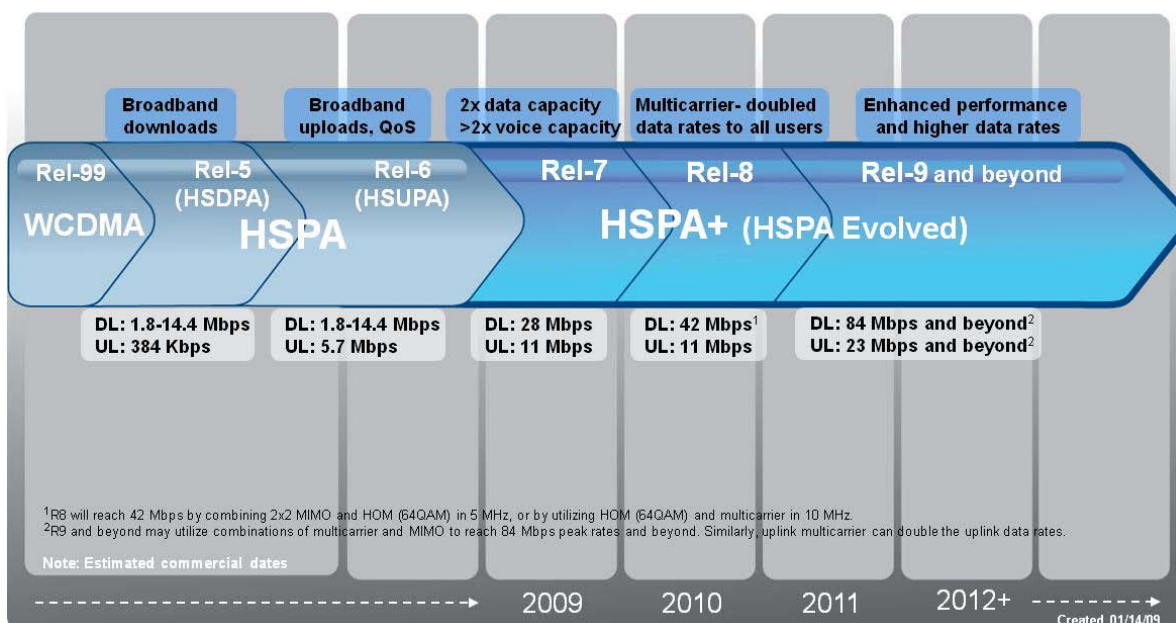 Broadband
downloads
Broadband
uploads, QoS
2x data capacity
>2x voice capacity
Multicarrier- doubled
data rates to all users
Enhanced performance
and higher data rates
Rel-99
Rel-5
(HSDPA)
Rel-6
(HSUPA)
Rel-7
Rel-8
Rel-9 and beyond
WCDMA
HSPA
HSPA+ (HSPA Evolved)
DL: 1.8-14.4 Mbps
UL: 384 Kbps
DL: 1.8-14.4 Mbps
UL: 5.7 Mbps
DL: 28 Mbps
UL: 11 Mbps
DL: 42 Mbps¹
UL: 11 Mbps
DL: 84 Mbps and beyond²
UL: 23 Mbps and beyond²
¹R8 will reach 42 Mbps by combining 2x2 MIMO and HOM (64QAM) in 5 MHz, or by utilizing HOM (64QAM) and multicarrier in 10 MHz.
²R9 and beyond may utilize combinations of multicarrier and MIMO to reach 84 Mbps peak rates and beyond. Similarly, uplink multicarrier can double the uplink data rates.
Note: Estimated commercial dates
2009
2010
2011
2012+
Created 01/14/09